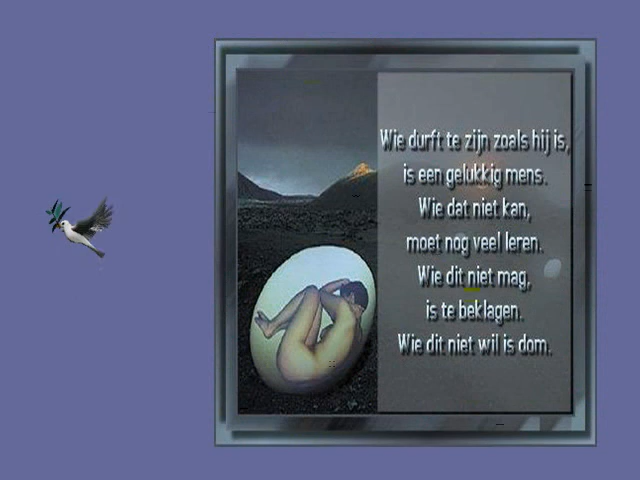 Wie durft te zijn zoals hij is,
is een gelukkig mens.
Wie dat niet kan,
moet nog veel leren.
Wie dit niet mag,
is te beklagen.
Wie dit niet wil is dom.